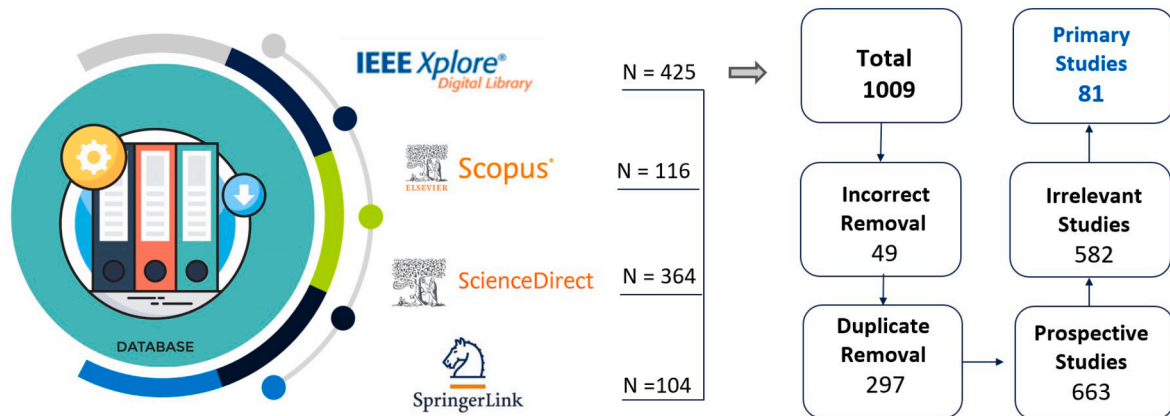 DATABASE
IEEE Xplore®
Digital Library
ELSEVIER
Scopus®
ScienceDirect
SpringerLink
N = 425
N = 116
N = 364
N =104
Total
1009
Incorrect
Removal
49
Duplicate
Removal
297
Prospective
Studies
663
Irrelevant
Studies
582
Primary
Studies
81